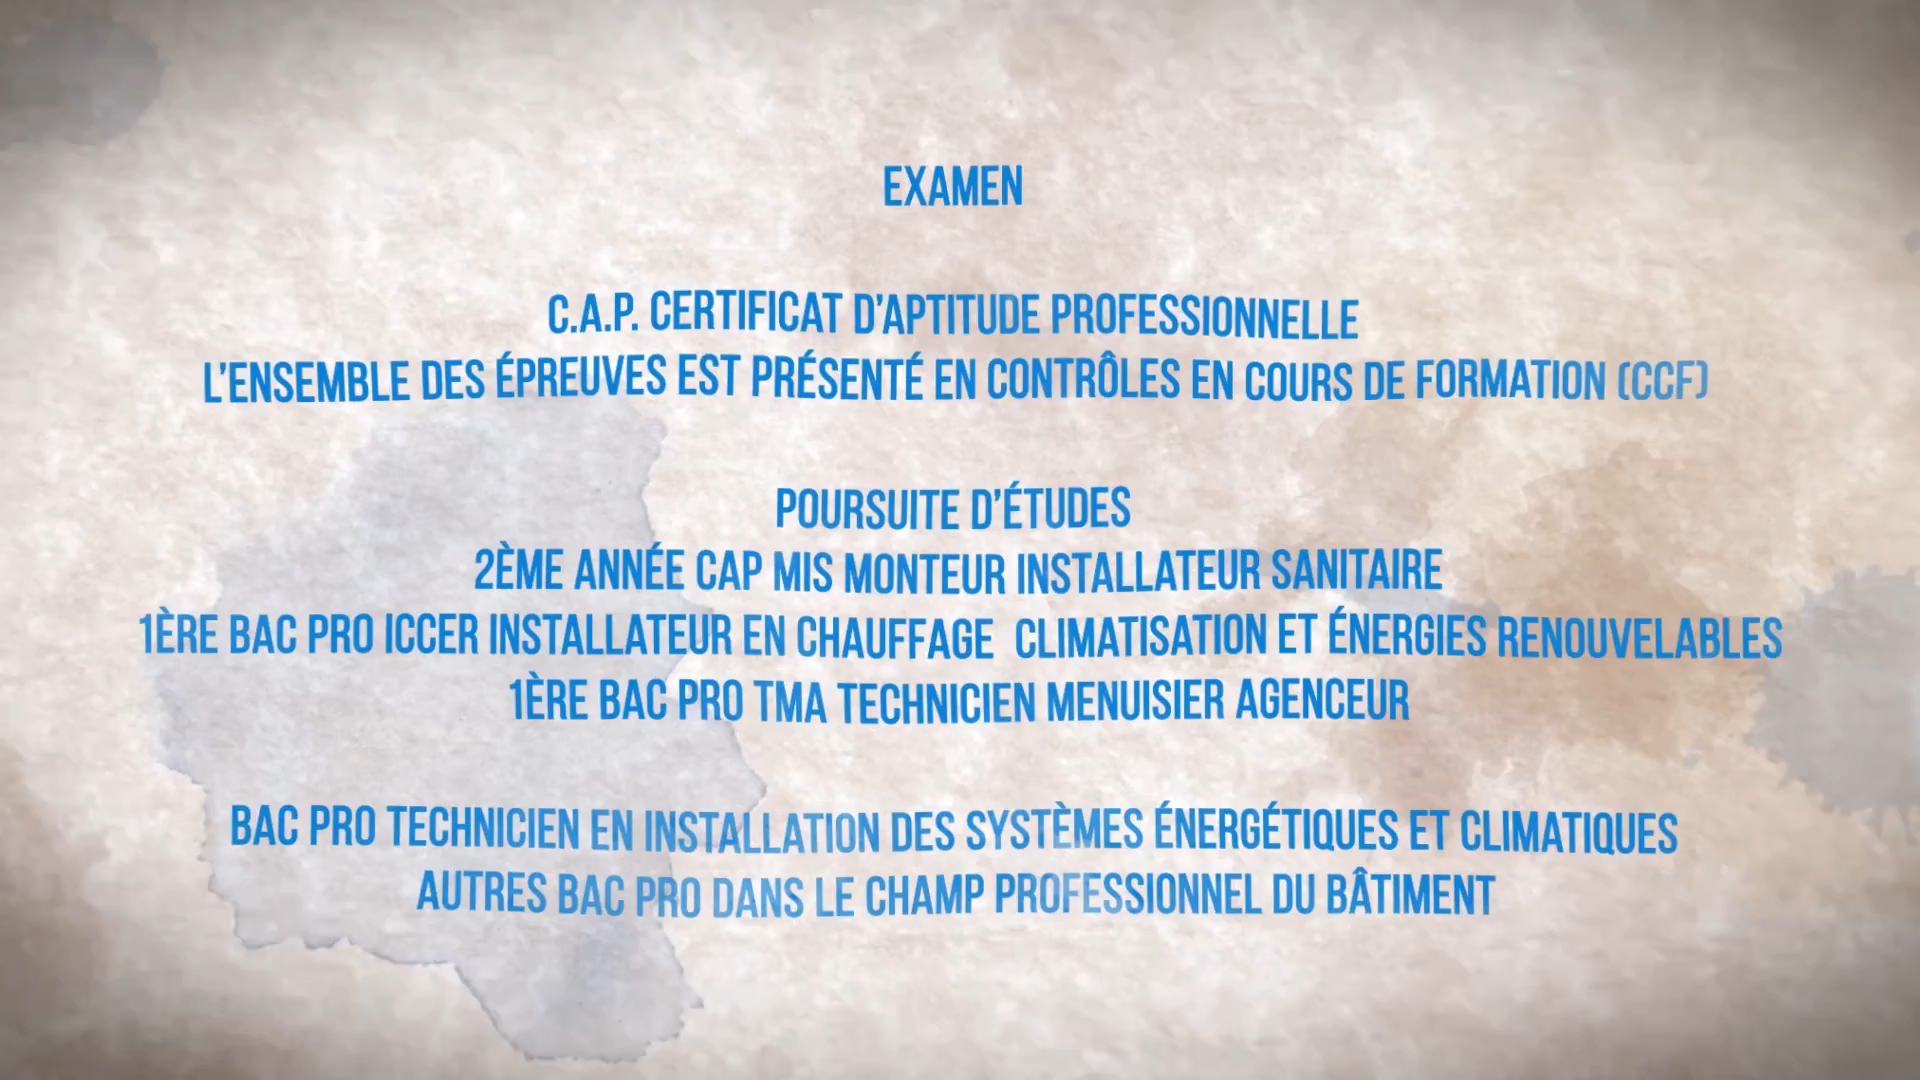 EXAMEN
C.A.P. CERTIFICAT D'APTITUDE PROFESSIONNELLE
L'ENSEMBLE DES ÉPREUVES EST PRÉSENTÉ EN CONTRÔLES EN COURS DE FORMATION (CCF)
POURSUITE D'ÉTUDES
2ÈME ANNÉE CAP MIS MONTEUR INSTALLATEUR SANITAIRE
1ÈRE BAC PRO ICCER INSTALLATEUR EN CHAUFFAGE CLIMATISATION ET ÉNERGIES RENOUVELABLES
1ÈRE BAC PRO TMA TECHNICIEN MENUISIER AGENCEUR
BAC PRO TECHNICIEN EN INSTALLATION DES SYSTÈMES ÉNERGÉTIQUES ET CLIMATIQUES
AUTRES BAC PRO DANS LE CHAMP PROFESSIONNEL DU BÂTIMENT